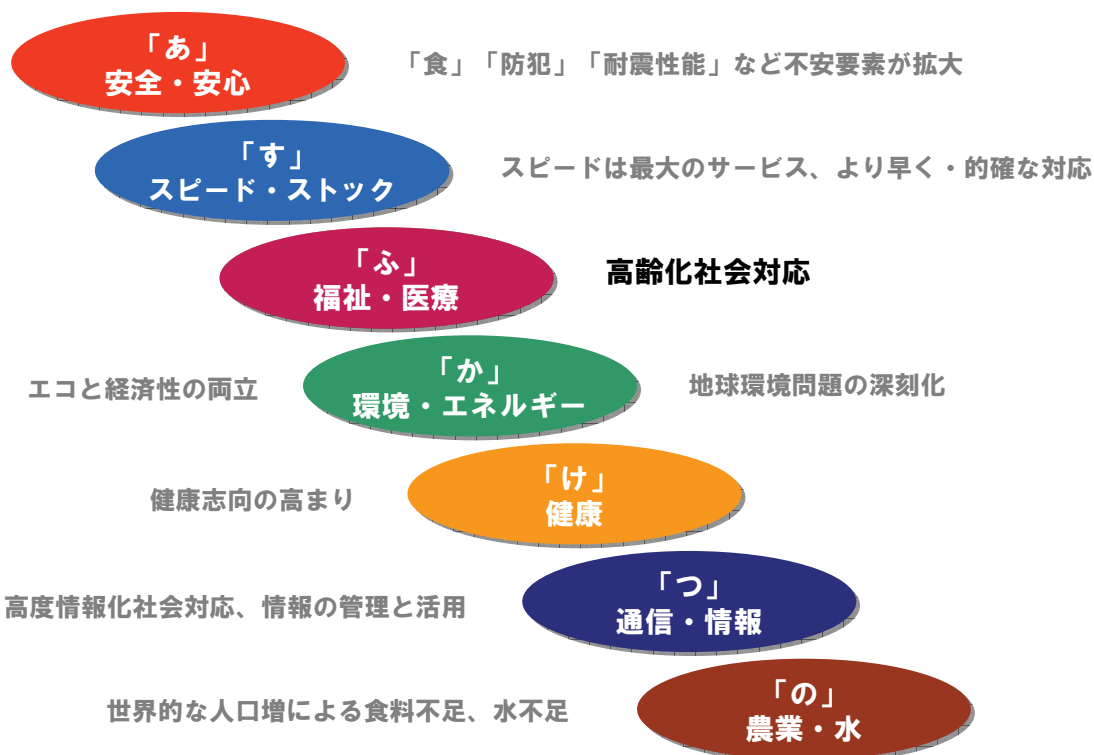 「あ」
安全・安心
「食」「防犯」「耐震性能」など不安要素が拡大
「す」
スピード・ストック
スピードは最大のサービス、より早く・的確な対応
「ふ」
福祉・医療
高齢化社会対応
エコと経済性の両立
「か」
環境・エネルギー
地球環境問題の深刻化
健康志向の高まり
「け」
健康
高度情報化社会対応、情報の管理と活用
「つ」
通信・情報
世界的な人口増による食料不足、水不足
「の」
農業・水